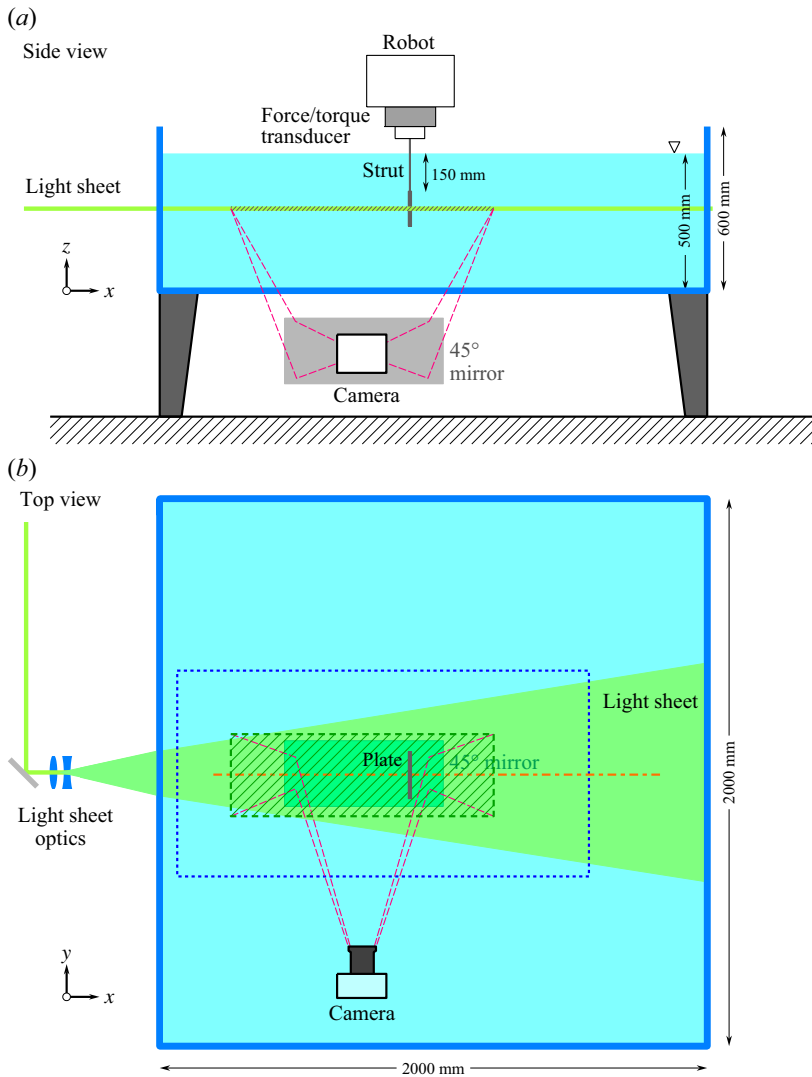 (a)
Side view
Robot
Force/torque
transducer
Strut
150 mm
Light sheet
500 mm
600 mm
z
x
45°
mirror
Camera
(b)
Top view
Light sheet
Plate
45° mirror
Light sheet
optics
2000 mm
y
x
Camera
2000 mm